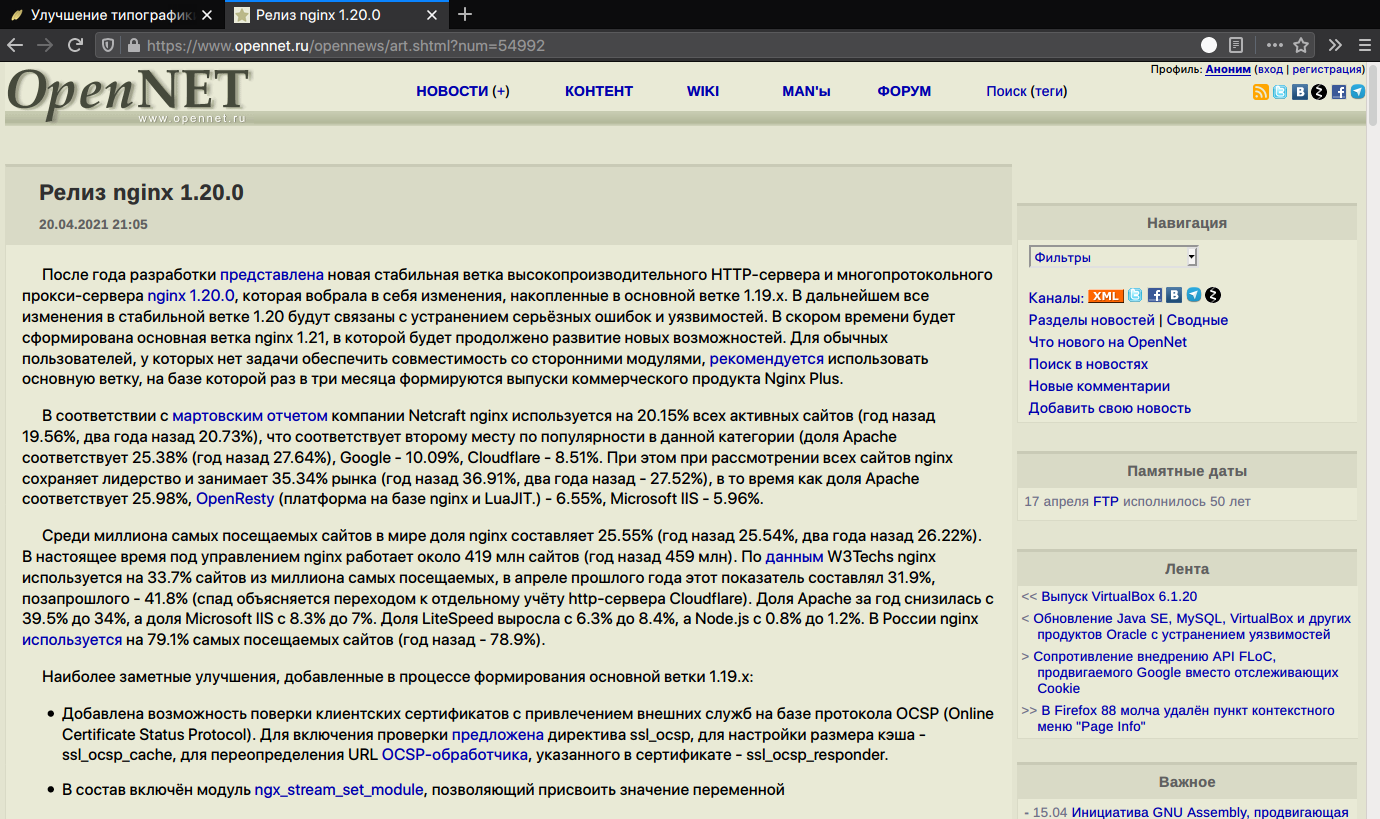 Улучшение типографик
Релиз nginx 1.20.0
https://www.opennet.ru/opennews/art.shtml?num=54992
OpenNET
www.opennet.ru
НОВОСТИ (+)
КОНТЕНТ
WIKI
MAN'ы
ФОРУМ
Поиск (теги)
Профиль: Аноним (вход | регистрация)
Релиз nginx 1.20.0
20.04.2021 21:05
После года разработки представлена новая стабильная ветка высокопроизводительного HTTP-сервера и многопротокольного
прокси-сервера nginx 1.20.0, которая вобрала в себя изменения, накопленные в основной ветке 1.19.x. В дальнейшем все
изменения в стабильной ветке 1.20 будут связаны с устранением серьёзных ошибок и уязвимостей. В скором времени будет
сформирована основная ветка nginx 1.21, в которой будет продолжено развитие новых возможностей. Для обычных
пользователей, у которых нет задачи обеспечить совместимость со сторонними модулями, рекомендуется использовать
основную ветку, на базе которой раз в три месяца формируются выпуски коммерческого продукта Nginx Plus.
В соответствии с мартовским отчетом компании Netcraft nginx используется на 20.15% всех активных сайтов (год назад
19.56%, два года назад 20.73%), что соответствует второму месту по популярности в данной категории (доля Apache
соответствует 25.38% (год назад 27.64%), Google - 10.09%, Cloudflare - 8.51%. При этом при рассмотрении всех сайтов nginx
сохраняет лидерство и занимает 35.34% рынка (год назад 36.91%, два года назад - 27.52%), в то время как доля Apache
соответствует 25.98%, OpenResty (платформа на базе nginx и LuaJIT.) - 6.55%, Microsoft IIS - 5.96%.
Среди миллиона самых посещаемых сайтов в мире доля nginx составляет 25.55% (год назад 25.54%, два года назад 26.22%).
В настоящее время под управлением nginx работает около 419 млн сайтов (год назад 459 млн). По данным W3Techs nginx
используется на 33.7% сайтов из миллиона самых посещаемых, в апреле прошлого года этот показатель составлял 31.9%,
позапрошлого - 41.8% (спад объясняется переходом к отдельному учёту http-сервера Cloudflare). Доля Apache за год снизилась с
39.5% до 34%, а доля Microsoft IIS с 8.3% до 7%. Доля LiteSpeed выросла с 6.3% до 8.4%, а Node.js с 0.8% до 1.2%. В России nginx
используется на 79.1% самых посещаемых сайтов (год назад - 78.9%).
Наиболее заметные улучшения, добавленные в процессе формирования основной ветки 1.19.x:
• Добавлена возможность поверки клиентских сертификатов с привлечением внешних служб на базе протокола OCSP (Online
Certificate Status Protocol). Для включения проверки предложена директива ssl_ocsp, для настройки размера кэша -
ssl_ocsp_cache, для переопределения URL OCSP-обработчика, указанного в сертификате - ssl_ocsp_responder.
• В состав включён модуль ngx_stream_set_module, позволяющий присвоить значение переменной
Навигация
Фильтры
Каналы: XML
Разделы новостей | Сводные
Что нового на OpenNet
Поиск в новостях
Новые комментарии
Добавить свою новость
Памятные даты
17 апреля FTP исполнилось 50 лет
Лента
<< Выпуск VirtualBox 6.1.20
< Обновление Java SE, MySQL, VirtualBox и других
продуктов Oracle с устранением уязвимостей
> Сопротивление внедрению API FLoC,
продвигаемого Google вместо отслеживающих
Cookie
>> В Firefox 88 молча удалён пункт контекстного
меню "Page Info"
Важное
- 15.04 Инициатива GNU Assembly, продвигающая